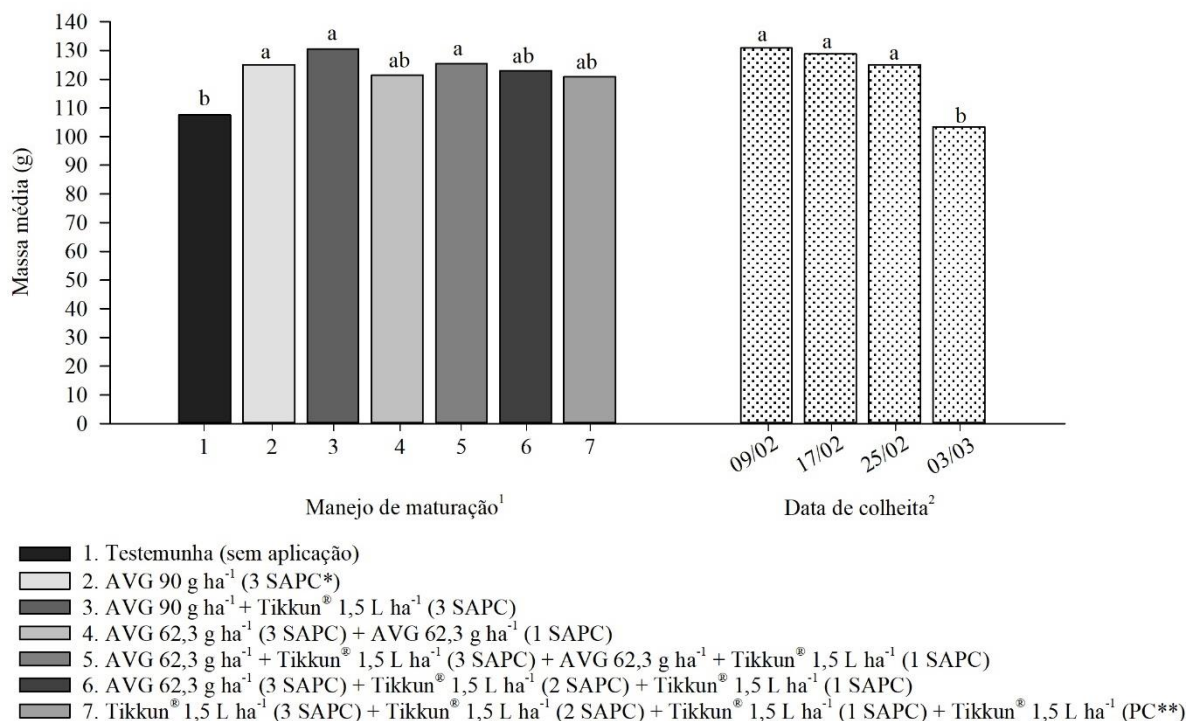 140
130
120
110
100
90
80
70
60
50
40
30
20
10
0
Massa média (g)
b
a
a
ab
a
ab
ab
a
a
a
b
1 2 3 4 5 6 7
09/02 17/02 25/02 03/03
Manejo de maturação¹
Data de colheita²
1. Testemunha (sem aplicação)
2. AVG 90 g ha⁻¹ (3 SAPC*)
3. AVG 90 g ha⁻¹ + Tikkun® 1,5 L ha⁻¹ (3 SAPC)
4. AVG 62,3 g ha⁻¹ (3 SAPC) + AVG 62,3 g ha⁻¹ (1 SAPC)
5. AVG 62,3 g ha⁻¹ + Tikkun® 1,5 L ha⁻¹ (3 SAPC) + AVG 62,3 g ha⁻¹ + Tikkun® 1,5 L ha⁻¹ (1 SAPC)
6. AVG 62,3 g ha⁻¹ (3 SAPC) + Tikkun® 1,5 L ha⁻¹ (2 SAPC) + Tikkun® 1,5 L ha⁻¹ (1 SAPC)
7. Tikkun® 1,5 L ha⁻¹ (3 SAPC) + Tikkun® 1,5 L ha⁻¹ (2 SAPC) + Tikkun® 1,5 L ha⁻¹ (1 SAPC) + Tikkun® 1,5 L ha⁻¹ (PC**)